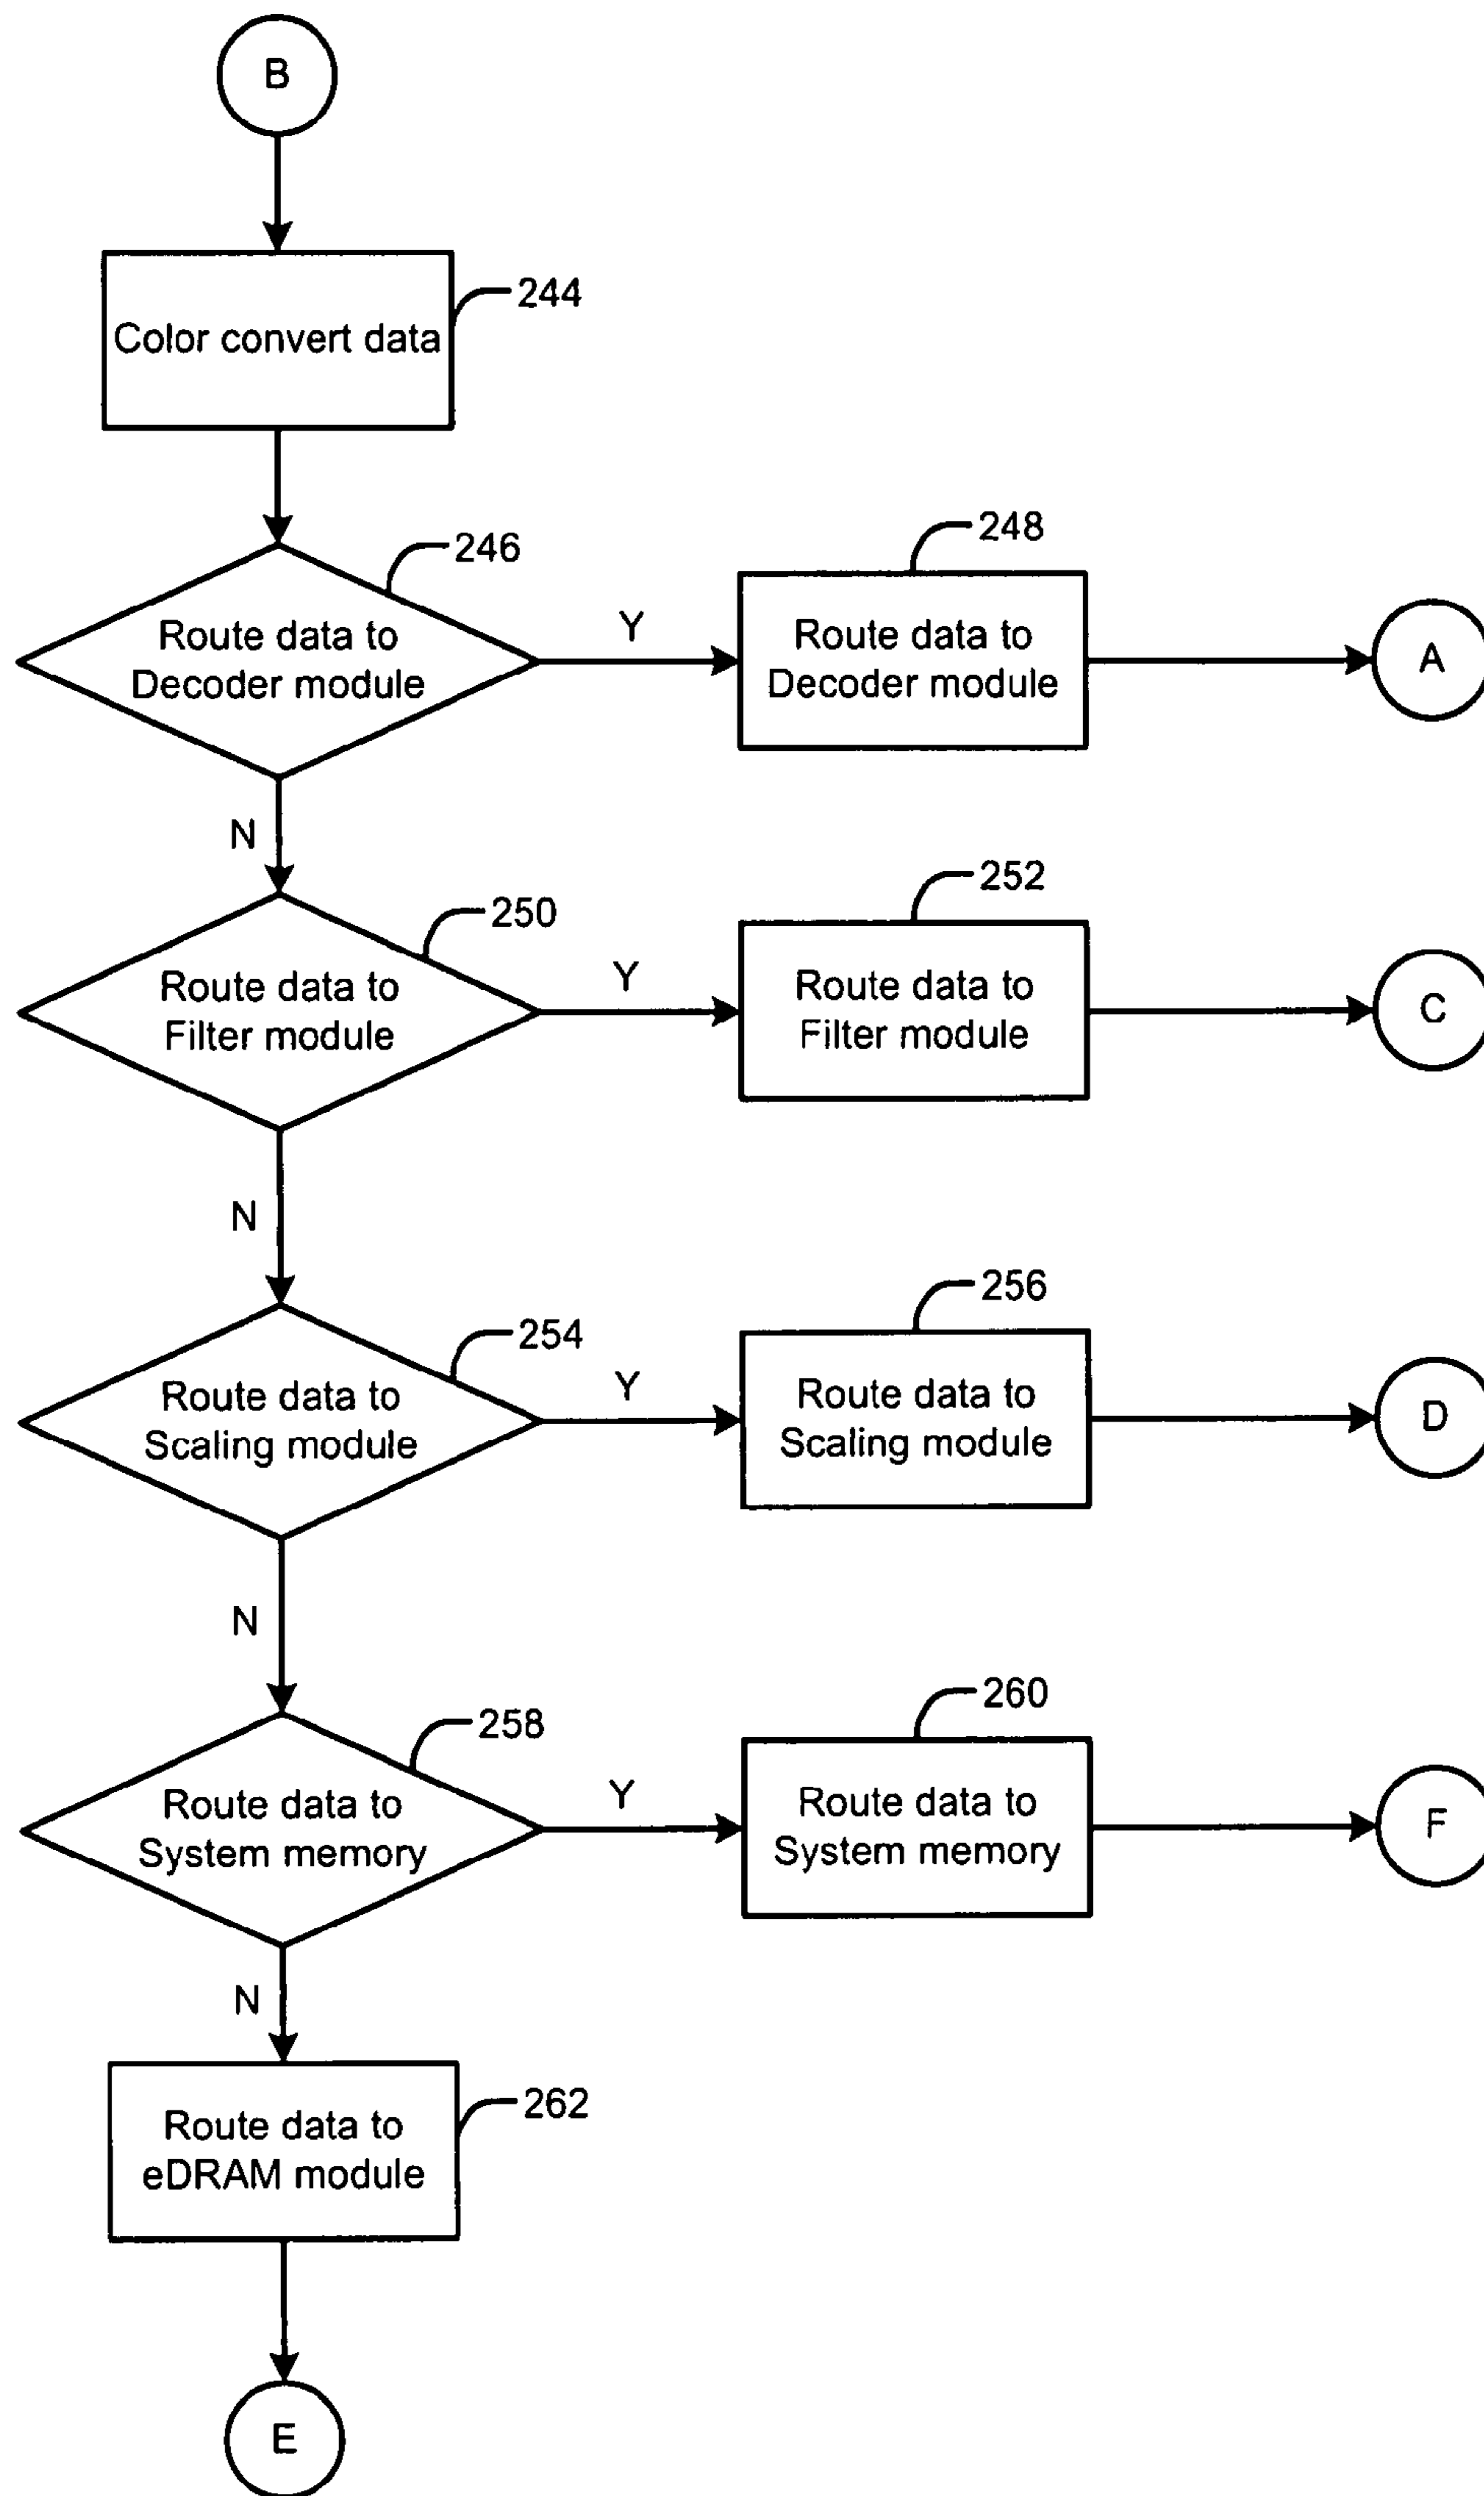 B
244
Color convert data
246
248
Route data to
Decoder module
Y
Route data to
Decoder module
A
N
250
252
Route data to
Filter module
Y
Route data to
Filter module
C
N
254
256
Route data to
Scaling module
Y
Route data to
Scaling module
D
N
258
260
Route data to
System memory
Y
Route data to
System memory
F
N
262
Route data to
eDRAM module
E